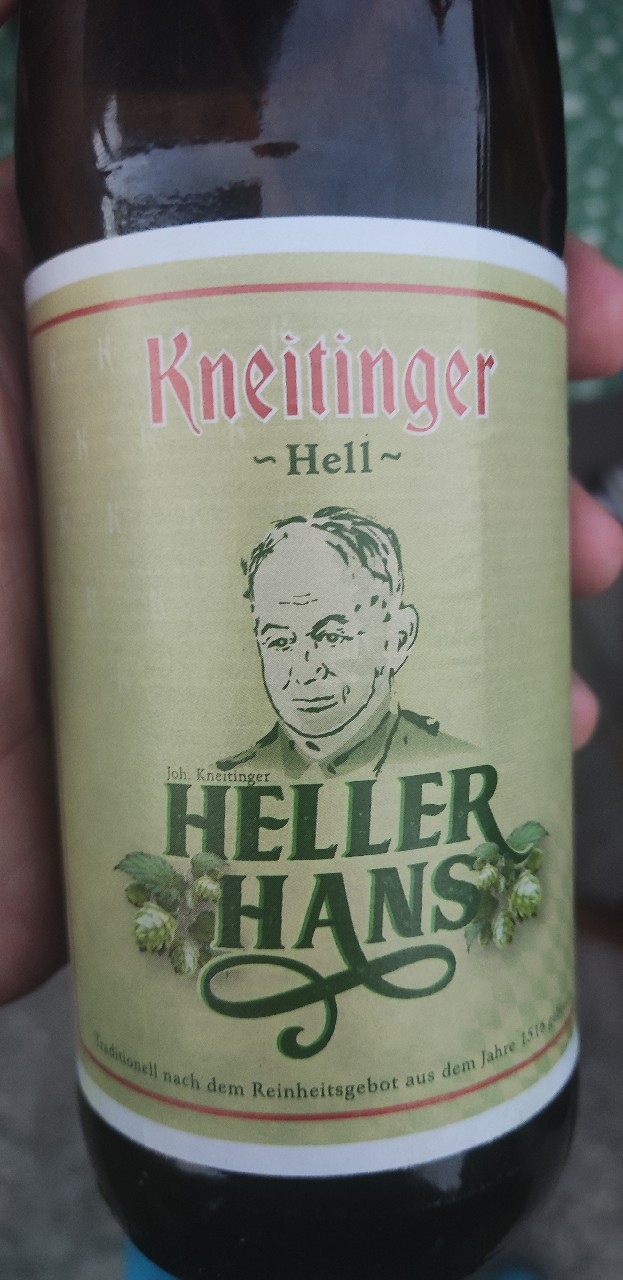 Kneitinger
~Hell~
Joh. Kneitinger
HELLER
HANS
Traditionell nach dem Reinheitsgebot aus dem Jahre 1516